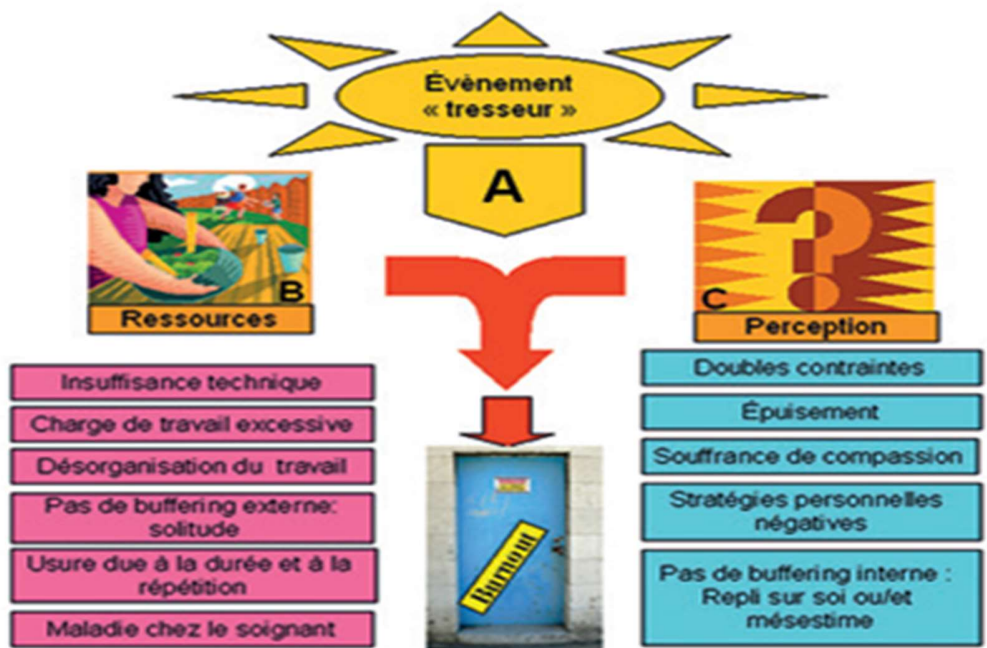 Évènement
« tresseur »
A
B
Ressources
C
Perception
Insuffisance technique
Charge de travail excessive
Désorganisation du travail
Pas de buffering externe:
solitude
Usure due à la durée et à la
répétition
Maladie chez le soignant
Doubles contraintes
Épuisement
Souffrance de compassion
Stratégies personnelles
négatives
Pas de buffering interne :
Repli sur soi ou/et
mésestime
Burnout